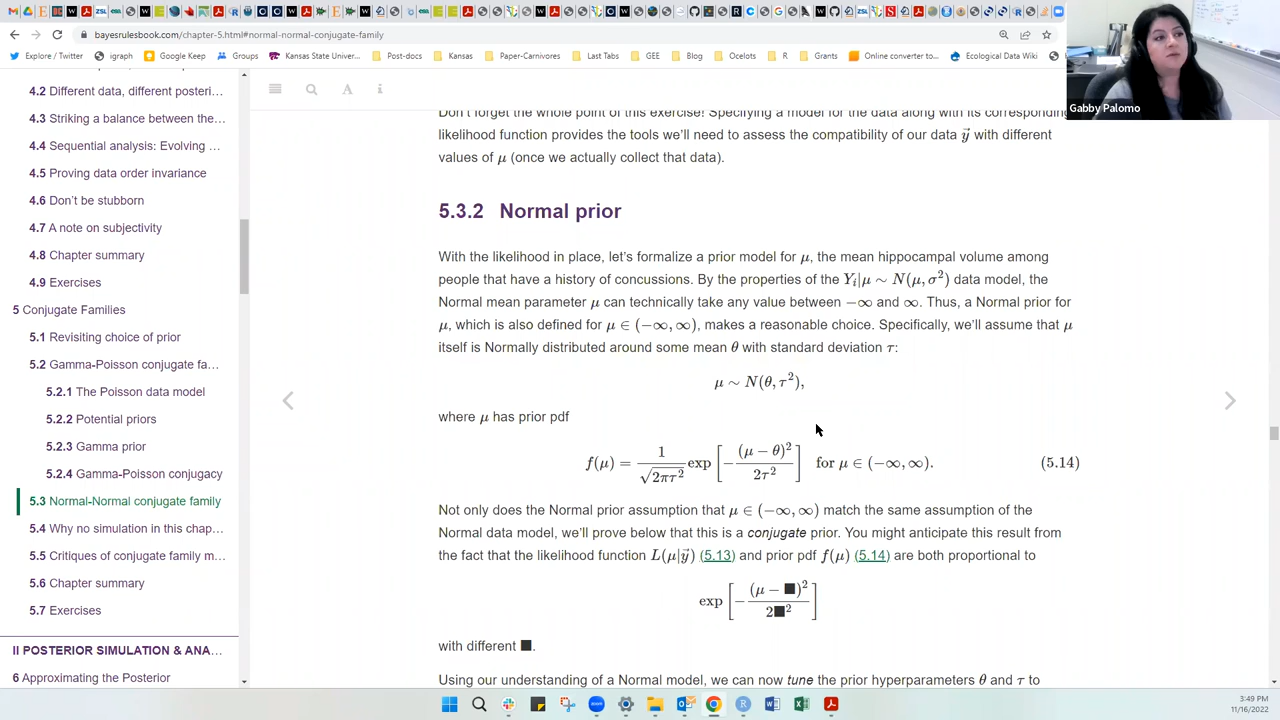 bayesrulesbook.com/chapter-5.html#normal-normal-conjugate-family
Explore / Twitter
igraph
Google Keep
Groups
Kansas State Univer...
Post-docs
Kansas
Paper-Carnivores
Last Tabs
GEE
Blog
Ocelots
R
Grants
Online converter to...
Ecological Data Wiki
Gabby Palomo
4.2 Different data, different posteri...
4.3 Striking a balance between the...
4.4 Sequential analysis: Evolving ...
4.5 Proving data order invariance
4.6 Don't be stubborn
4.7 A note on subjectivity
4.8 Chapter summary
4.9 Exercises
5 Conjugate Families
5.1 Revisiting choice of prior
5.2 Gamma-Poisson conjugate fa...
5.2.1 The Poisson data model
5.2.2 Potential priors
5.2.3 Gamma prior
5.2.4 Gamma-Poisson conjugacy
5.3 Normal-Normal conjugate family
5.4 Why no simulation in this chap...
5.5 Critiques of conjugate family m...
5.6 Chapter summary
5.7 Exercises
II POSTERIOR SIMULATION & ANA...
6 Approximating the Posterior
Don't forget the whole point of this exercise! Specifying a model for the data along with its corresponding
likelihood function provides the tools we'll need to assess the compatibility of our data y⃗ with different
values of μ (once we actually collect that data).
5.3.2 Normal prior
With the likelihood in place, let's formalize a prior model for μ, the mean hippocampal volume among
people that have a history of concussions. By the properties of the Yᵢ|μ ∼ N(μ, σ²) data model, the
Normal mean parameter μ can technically take any value between −∞ and ∞. Thus, a Normal prior for
μ, which is also defined for μ ∈ (−∞, ∞), makes a reasonable choice. Specifically, we'll assume that μ
itself is Normally distributed around some mean θ with standard deviation τ:
μ ∼ N(θ, τ²),
where μ has prior pdf
f(μ) = 1/√(2πτ²) exp[−(μ − θ)²/2τ²] for μ ∈ (−∞, ∞). (5.14)
Not only does the Normal prior assumption that μ ∈ (−∞, ∞) match the same assumption of the
Normal data model, we'll prove below that this is a conjugate prior. You might anticipate this result from
the fact that the likelihood function L(μ|y⃗) (5.13) and prior pdf f(μ) (5.14) are both proportional to
exp[−(μ − ■)²/2■²]
with different ■.
Using our understanding of a Normal model, we can now tune the prior hyperparameters θ and τ to
3:49 PM
11/16/2022